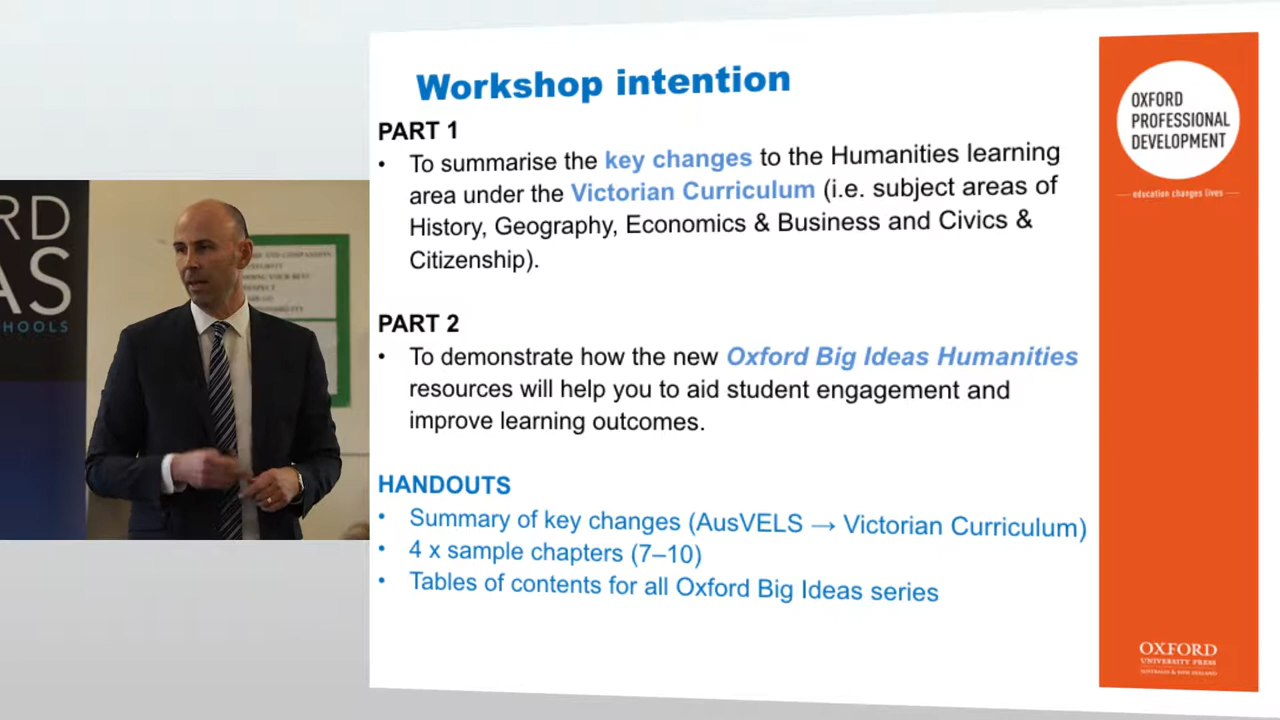 Workshop intention
PART 1
• To summarise the key changes to the Humanities learning
area under the Victorian Curriculum (i.e. subject areas of
History, Geography, Economics & Business and Civics &
Citizenship).
PART 2
• To demonstrate how the new Oxford Big Ideas Humanities
resources will help you to aid student engagement and
improve learning outcomes.
HANDOUTS
• Summary of key changes (AusVELS → Victorian Curriculum)
• 4 x sample chapters (7–10)
• Tables of contents for all Oxford Big Ideas series
OXFORD
PROFESSIONAL
DEVELOPMENT
education changes lives
OXFORD
UNIVERSITY PRESS
AUSTRALIA & NEW ZEALAND
RD
AS
HOOLS